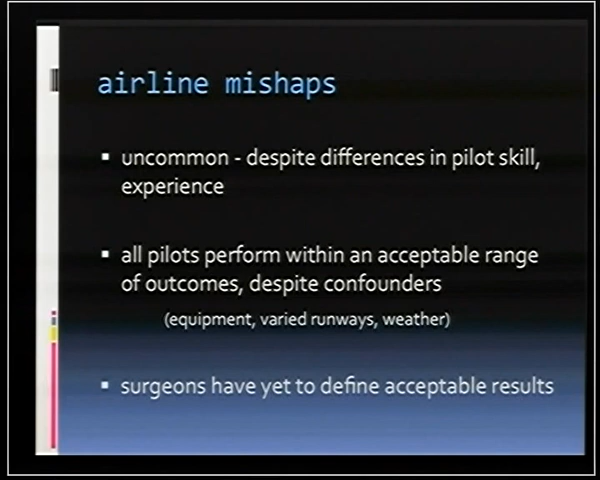 airline mishaps
uncommon - despite differences in pilot skill,
experience
all pilots perform within an acceptable range
of outcomes, despite confounders
(equipment, varied runways, weather)
surgeons have yet to define acceptable results